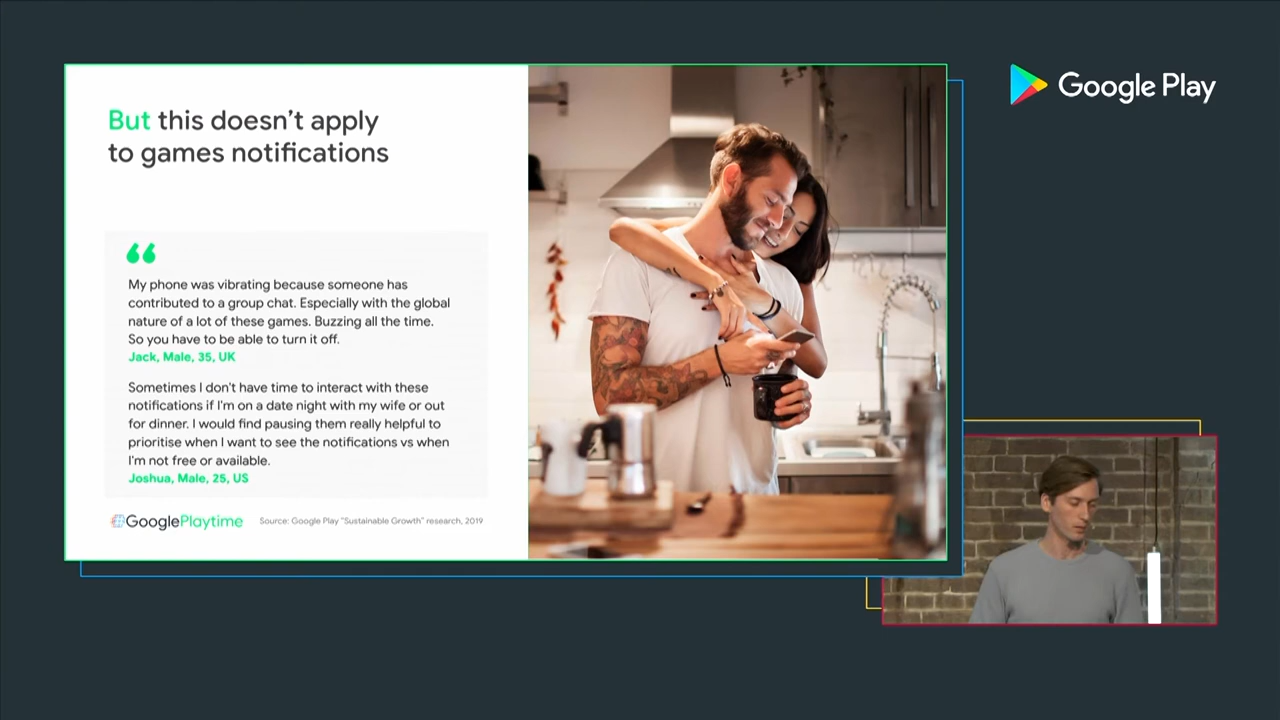 Google Play
But this doesn’t apply
to games notifications
“
My phone was vibrating because someone has
contributed to a group chat. Especially with the global
nature of a lot of these games. Buzzing all the time.
So you have to be able to turn it off.
Jack, Male, 35, UK
Sometimes I don't have time to interact with these
notifications if I'm on a date night with my wife or out
for dinner. I would find pausing them really helpful to
prioritise when I want to see the notifications vs when
I'm not free or available.
Joshua, Male, 25, US
GooglePlaytime
Source: Google Play "Sustainable Growth" research, 2019